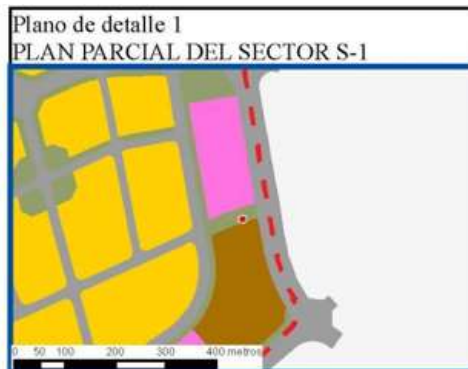 Plano de detalle 1
PLAN PARCIAL DEL SECTOR S-1
0 50 100 200 300 400 metros